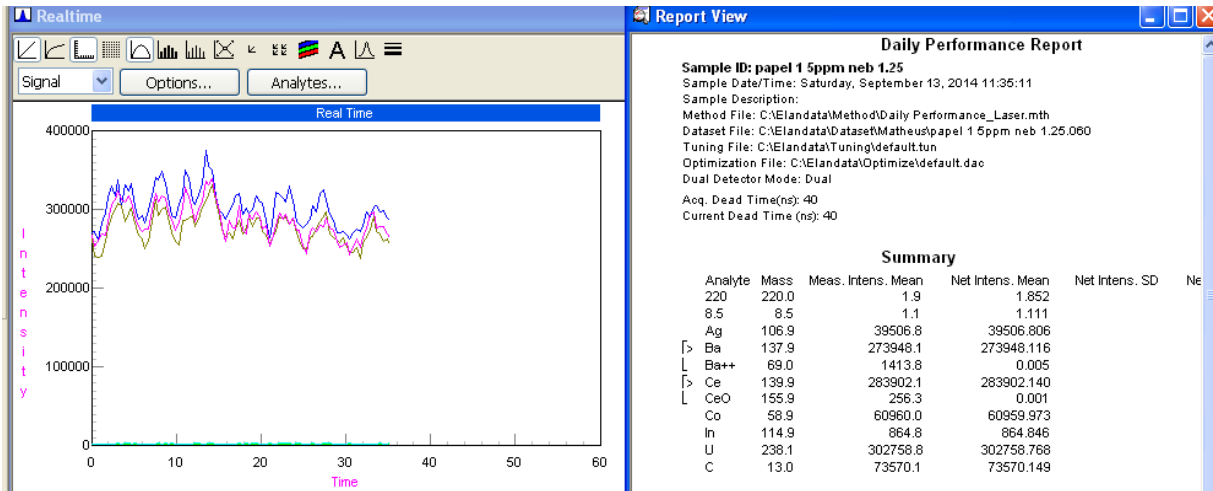 Realtime
Signal
Options...
Analytes...
Real Time
400000
300000
200000
100000
0
Intensity
0 10 20 30 40 50 60
Time
Report View
Daily Performance Report
Sample ID: papel 1 5ppm neb 1.25
Sample Date/Time: Saturday, September 13, 2014 11:35:11
Sample Description:
Method File: C:\Elandata\Method\Daily Performance_Laser.mth
Dataset File: C:\Elandata\Dataset\Matheus\papel 1 5ppm neb 1.25.060
Tuning File: C:\Elandata\Tuning\default.tun
Optimization File: C:\Elandata\Optimize\default.dac
Dual Detector Mode: Dual
Acq. Dead Time(ns): 40
Current Dead Time (ns): 40
Summary
Analyte Mass Meas. Intens. Mean Net Intens. Mean Net Intens. SD Ne
220 220.0 1.9 1.852
8.5 8.5 1.1 1.111
Ag 106.9 39506.8 39506.806
Ba 137.9 273948.1 273948.116
Ba++ 69.0 1413.8 0.005
Ce 139.9 283902.1 283902.140
CeO 155.9 256.3 0.001
Co 58.9 60960.0 60959.973
In 114.9 864.8 864.846
U 238.1 302758.8 302758.768
C 13.0 73570.1 73570.149